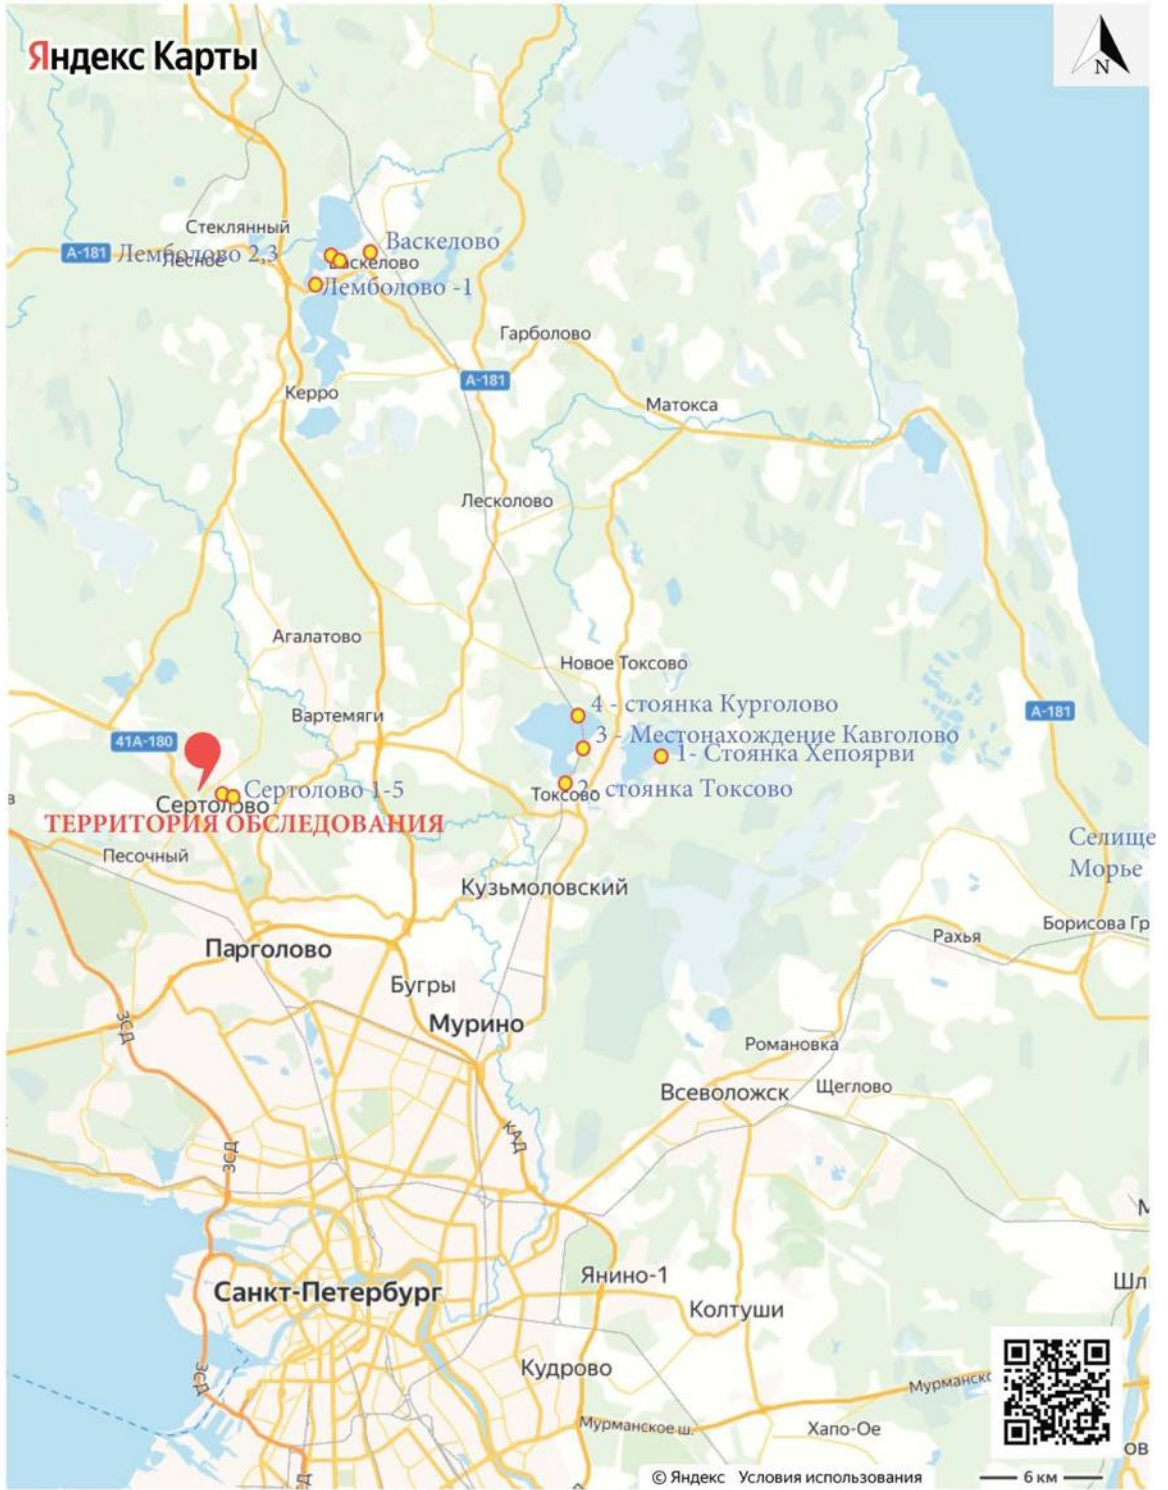 Яндекс Карты
N
Стеклянный
А-181
Лемболово 2,3
Лесное
Васкелово
Васкелово
Лемболово -1
Гарболово
А-181
Керро
Матокса
Лесколово
Агалатово
Новое Токсово
4 - стоянка Курголово
Вартемяги
А-181
41А-180
3 - Местонахождение Кавголово
1- Стоянка Хепоярви
2- стоянка Токсово
Токсово
Сертолово 1-5
Сертолово
в
ТЕРРИТОРИЯ ОБСЛЕДОВАНИЯ
Песочный
Селище
Морье
Кузьмоловский
Борисова Гр
Рахья
Парголово
Бугры
Мурино
ЗСД
Романовка
Всеволожск
Щеглово
КАД
ЗСД
М
Янино-1
Шл
Санкт-Петербург
Колтуши
Кудрово
ЗСД
Мурманско
Мурманское ш.
Хапо-Ое
ов
© Яндекс Условия использования
6 км